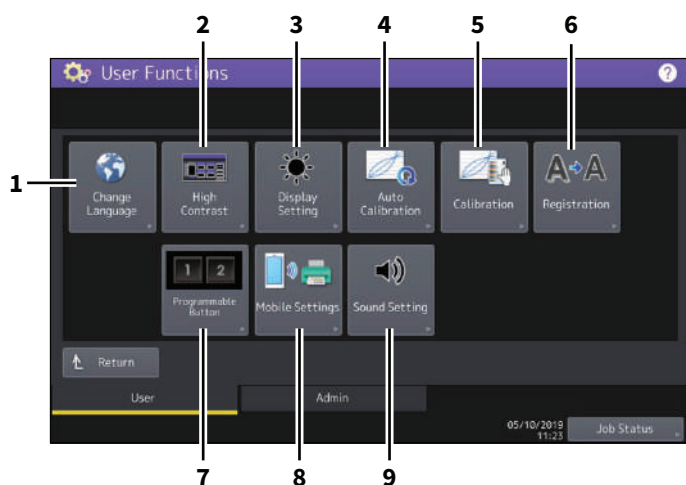 2 3 4 5 6
User Functions ?
1
Change
Language
High
Contrast
Display
Setting
Auto
Calibration
Calibration
A A
Registration
1 2
Programmable
Button
Mobile Settings
Sound Setting
Return
User
Admin
05/10/2019
11:23
Job Status
7 8 9